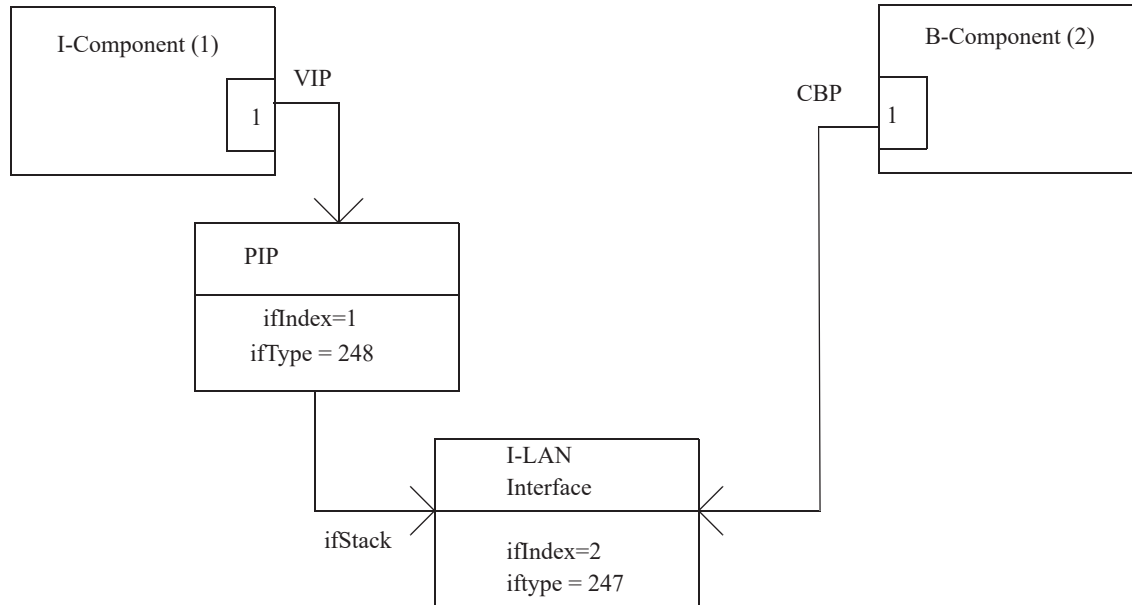 I-Component (1)
B-Component (2)
VIP
CBP
1
1
PIP
ifIndex=1
ifType = 248
I-LAN
Interface
ifStack
ifIndex=2
iftype = 247